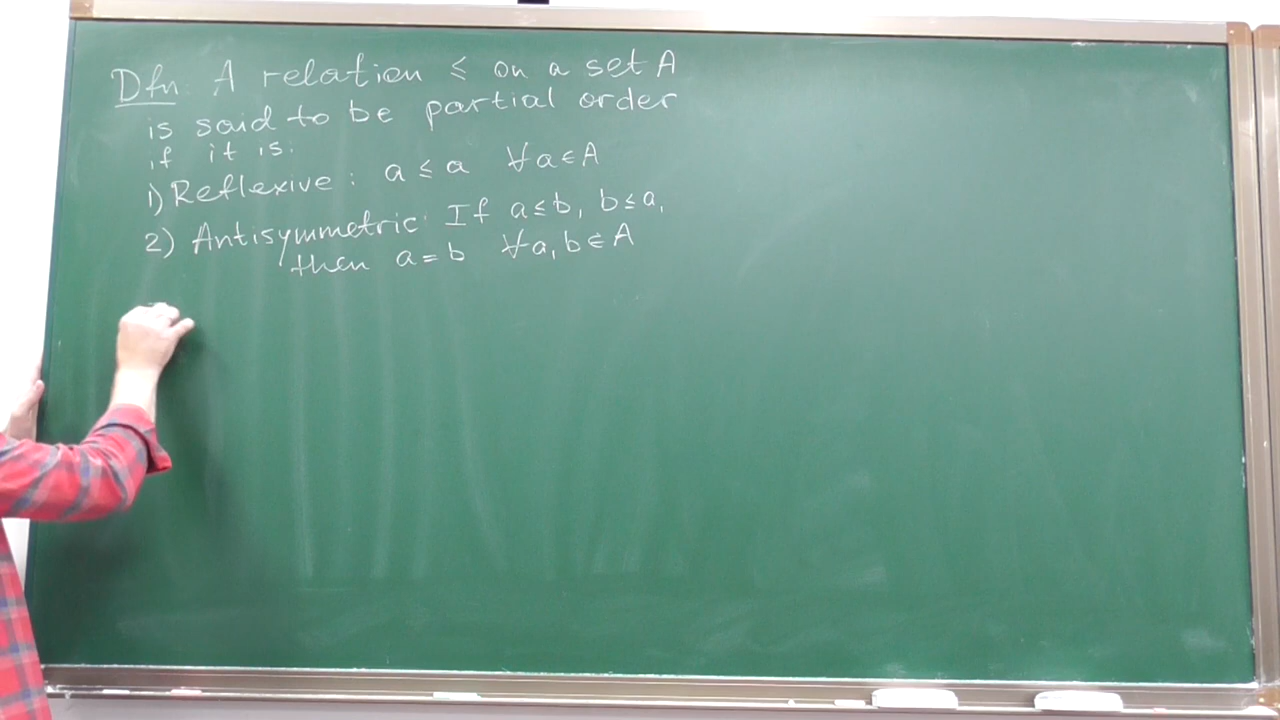 Dfn: A relation ≤ on a set A
is said to be partial order
if it is:
1) Reflexive: a ≤ a ∀a∈A
2) Antisymmetric: If a≤b, b≤a,
then a=b ∀a,b∈A